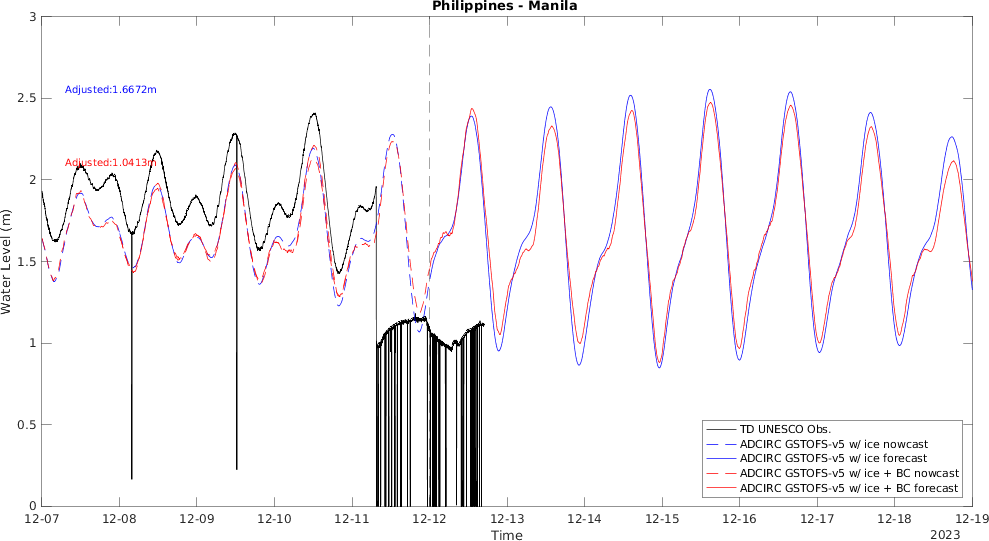 Philippines - Manila
3
2.5
2
1.5
1
0.5
0
Water Level (m)
Adjusted:1.6672m
Adjusted:1.0413m
TD UNESCO Obs.
ADCIRC GSTOFS-v5 w/ ice nowcast
ADCIRC GSTOFS-v5 w/ ice forecast
ADCIRC GSTOFS-v5 w/ ice + BC nowcast
ADCIRC GSTOFS-v5 w/ ice + BC forecast
12-07 12-08 12-09 12-10 12-11 12-12 12-13 12-14 12-15 12-16 12-17 12-18 12-19
Time
2023